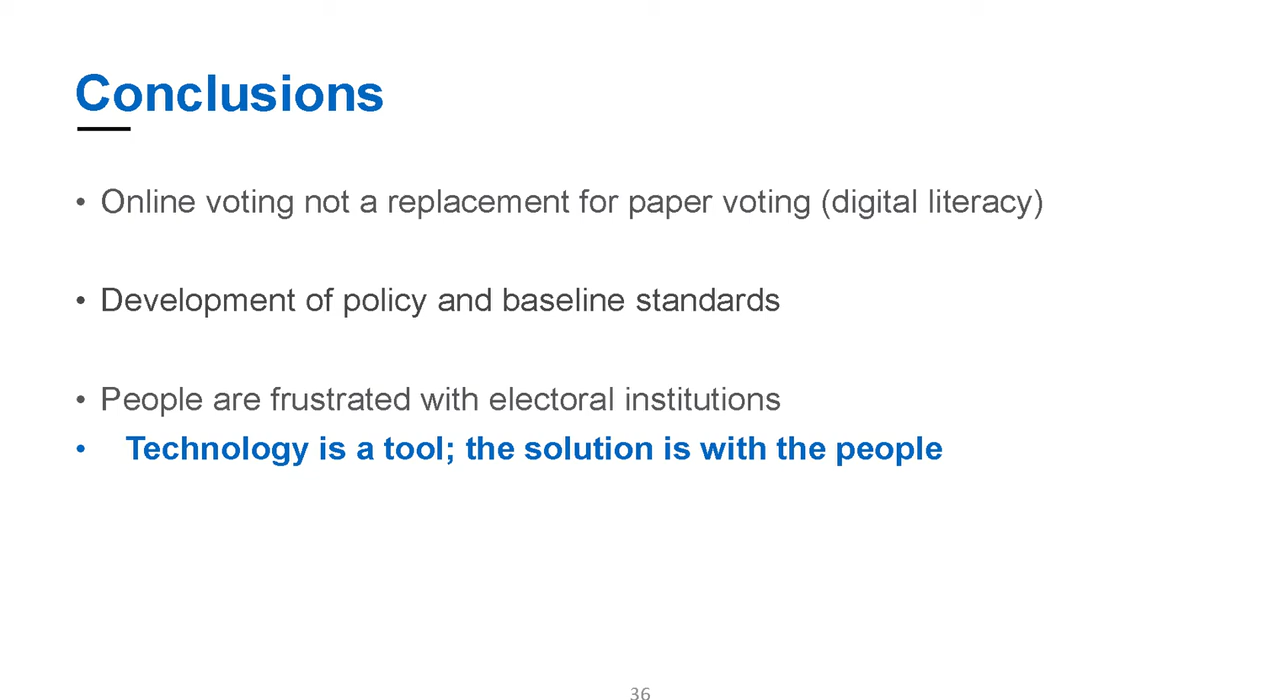 Conclusions
• Online voting not a replacement for paper voting (digital literacy)
• Development of policy and baseline standards
• People are frustrated with electoral institutions
• Technology is a tool; the solution is with the people
36